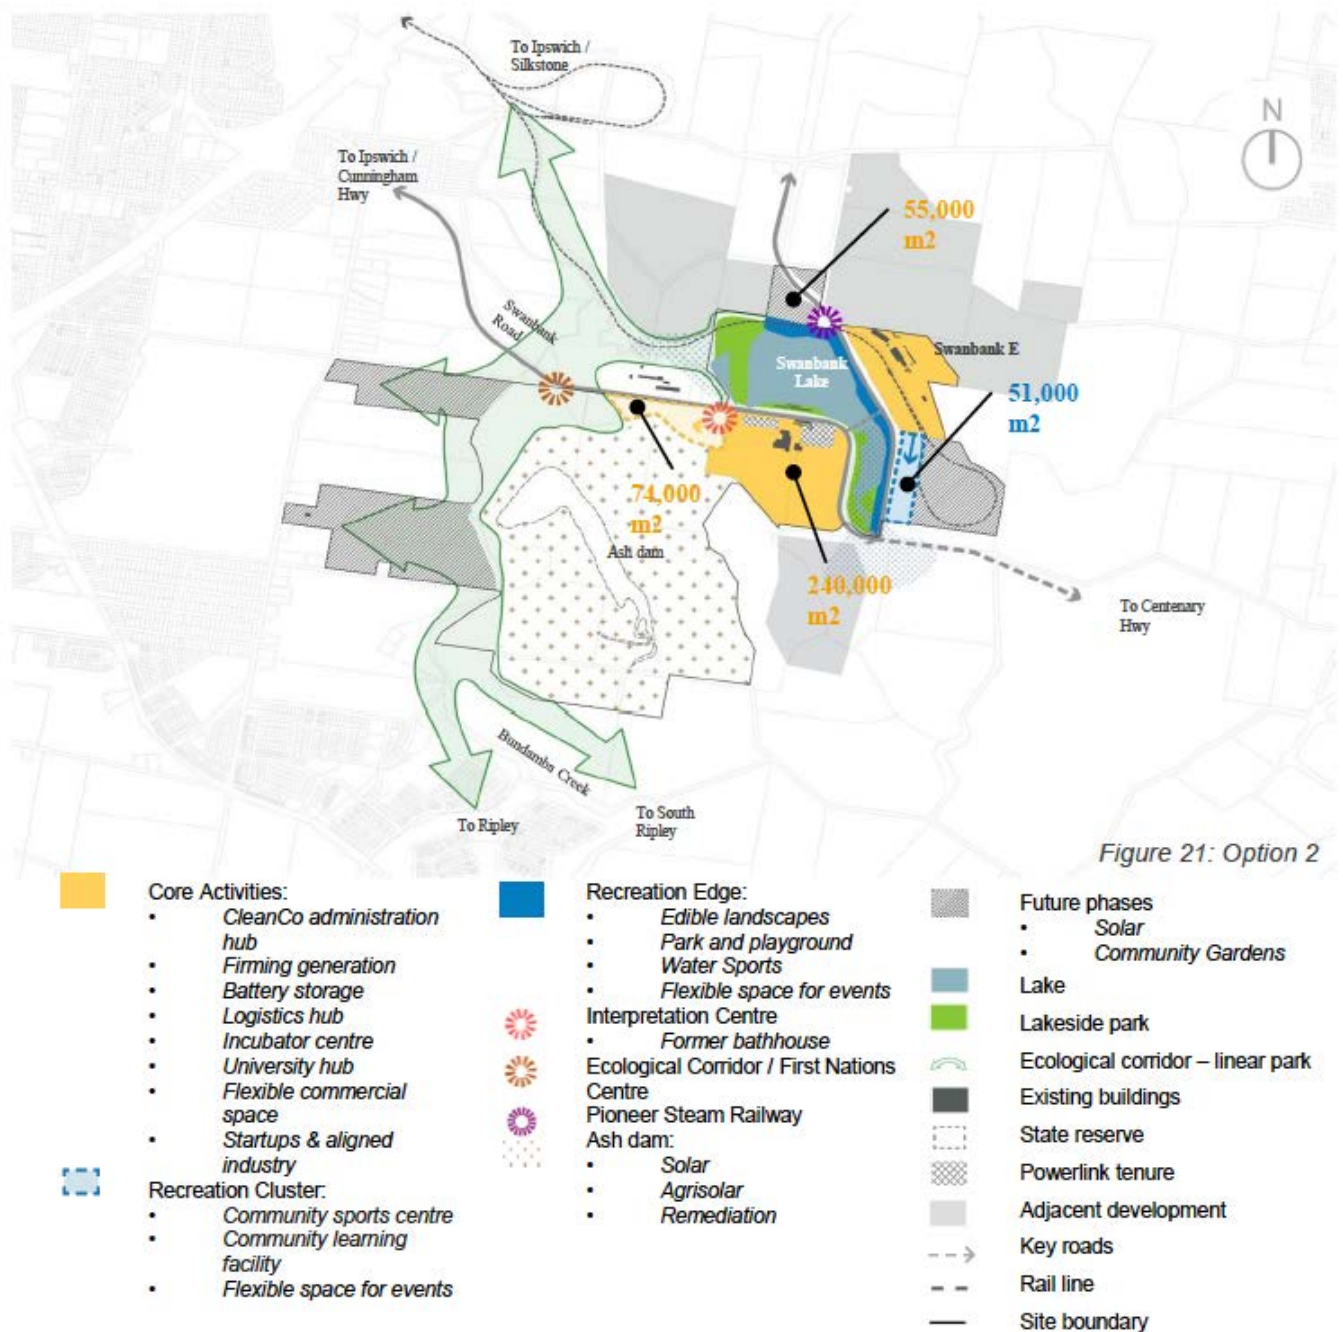 To Ipswich /
Silkstone
N
To Ipswich /
Cunningham
Hwy
55,000
m2
Swanbank
Road
Swanbank E
Swanbank
Lake
51,000
m2
74,000
m2
Ash dam
240,000
m2
To Centenary
Hwy
Bundamba Creek
To Ripley
To South
Ripley
Figure 21: Option 2
Core Activities:
• CleanCo administration
hub
• Firming generation
• Battery storage
• Logistics hub
• Incubator centre
• University hub
• Flexible commercial
space
• Startups & aligned
industry
Recreation Cluster:
• Community sports centre
• Community learning
facility
• Flexible space for events
Recreation Edge:
• Edible landscapes
• Park and playground
• Water Sports
• Flexible space for events
Interpretation Centre
• Former bathhouse
Ecological Corridor / First Nations
Centre
Pioneer Steam Railway
Ash dam:
• Solar
• Agrisolar
• Remediation
Future phases
• Solar
• Community Gardens
Lake
Lakeside park
Ecological corridor – linear park
Existing buildings
State reserve
Powerlink tenure
Adjacent development
Key roads
Rail line
Site boundary